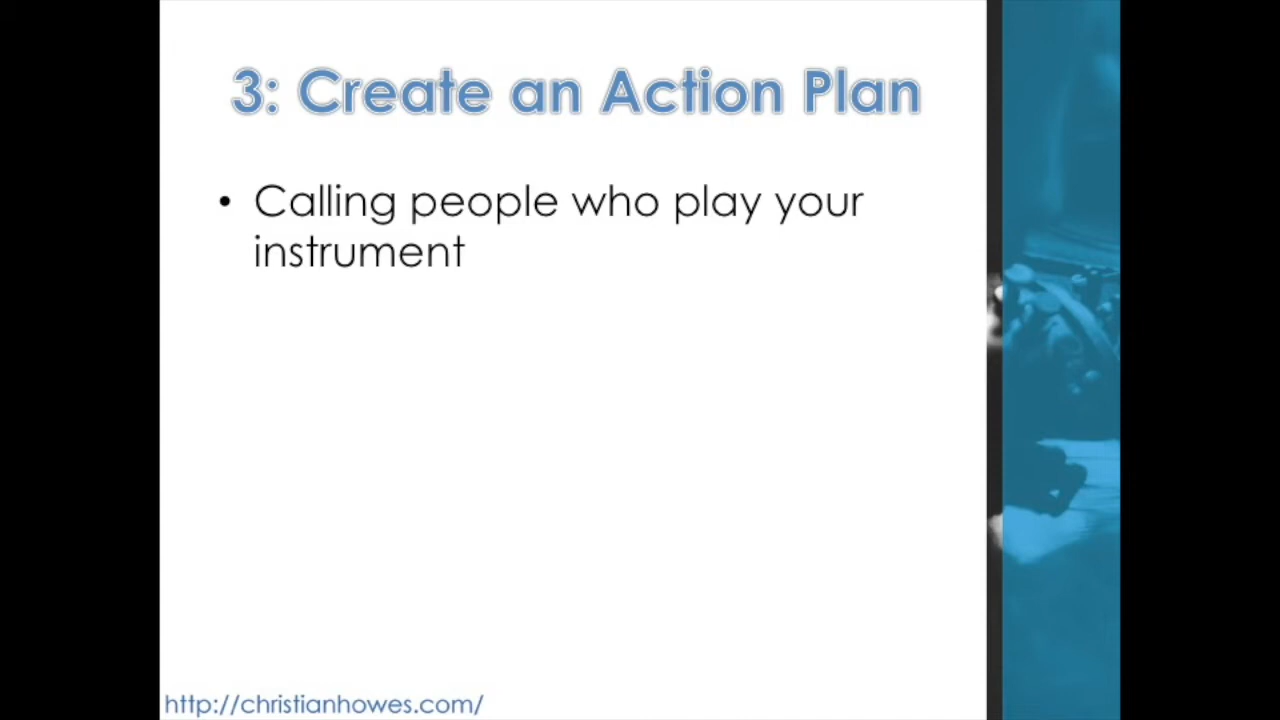 3: Create an Action Plan
• Calling people who play your
instrument
http://christianhowes.com/